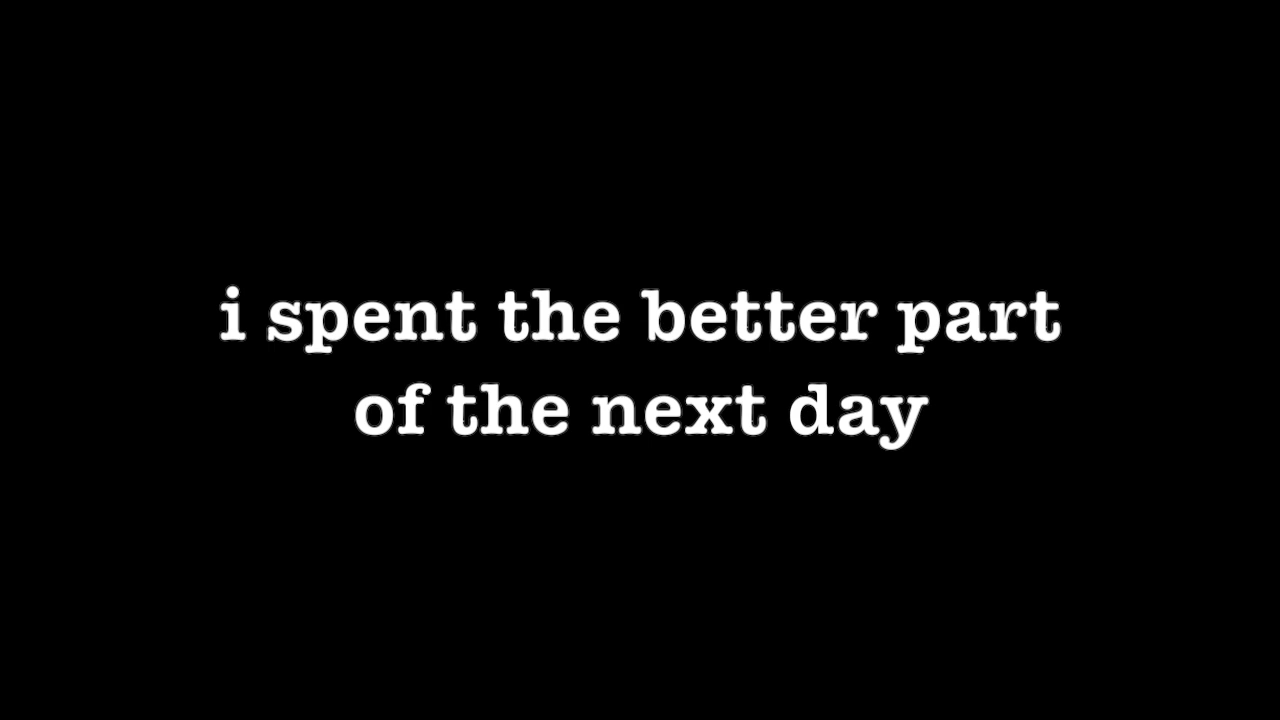 i spent the better part
of the next day